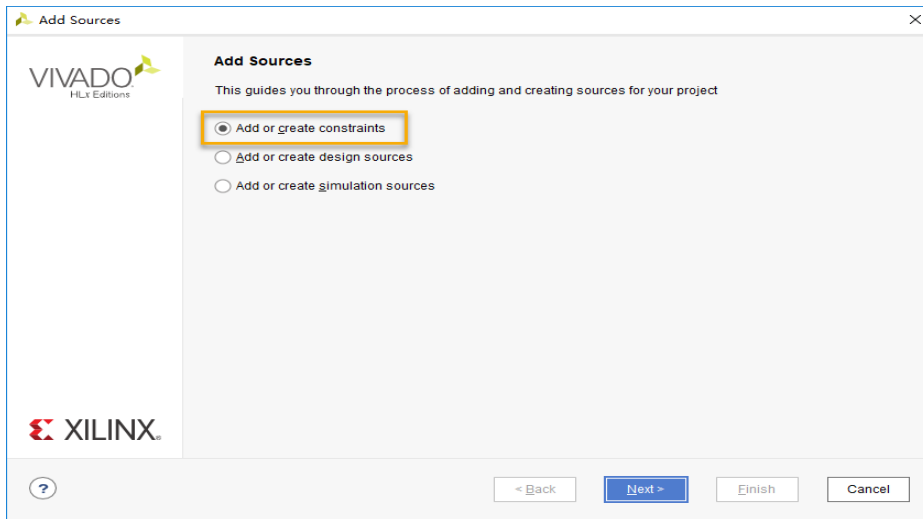 Add Sources
VIVADO
HLx Editions
Add Sources
This guides you through the process of adding and creating sources for your project
Add or create constraints
Add or create design sources
Add or create simulation sources
XILINX
?
< Back
Next >
Finish
Cancel